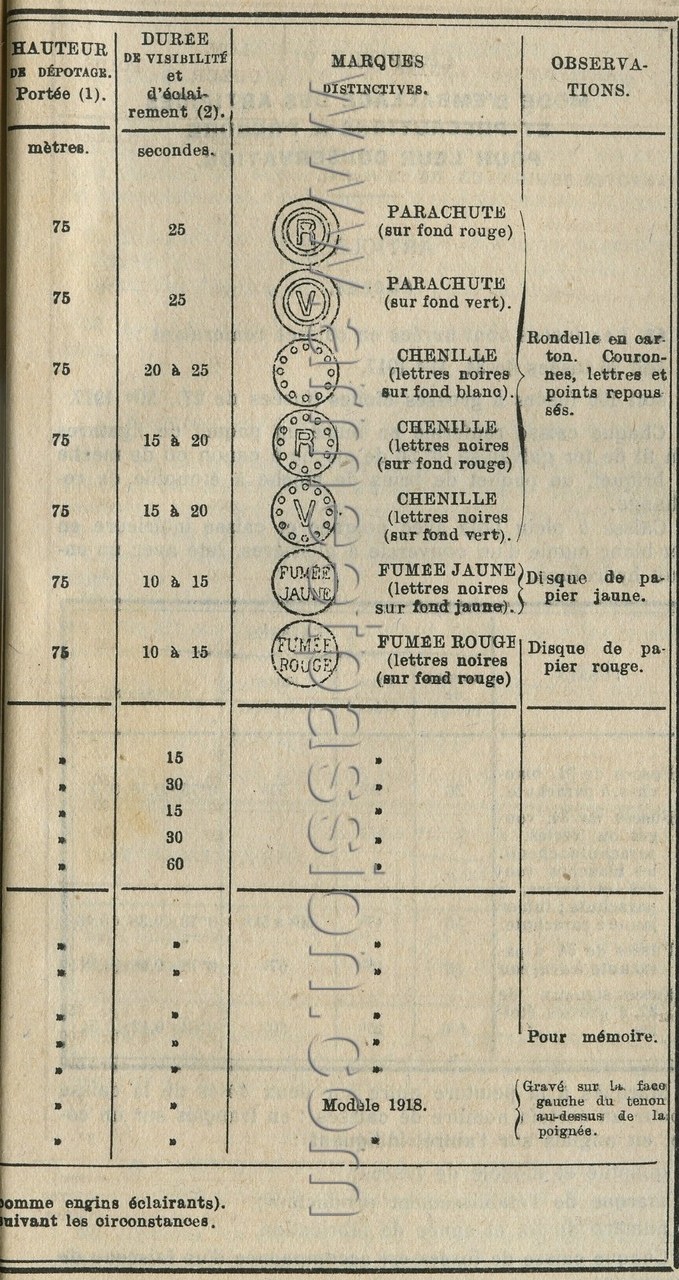 HAUTEUR
DE DÉPOTAGE.
Portée (1).
DURÉE
DE VISIBILITÉ
et
d'éclai-
rement (2).
MARQUES
DISTINCTIVES.
OBSERVA-
TIONS.
mètres.
secondes.
75
25
R
PARACHUTE
(sur fond rouge)
75
25
V
PARACHUTE
(sur fond vert).
75
20 à 25
CHENILLE
(lettres noires
sur fond blanc).
75
15 à 20
R
CHENILLE
(lettres noires
(sur fond rouge)
75
15 à 20
V
CHENILLE
(lettres noires
(sur fond vert).
Rondelle en car-
ton. Couron-
nes, lettres et
points repous
sés.
75
10 à 15
FUMÉE
JAUNE
FUMÉE JAUNE
(lettres noires
sur fond jaune).
Disque de pa-
pier jaune.
75
10 à 15
FUMÉE
ROUGE
FUMÉE ROUGE
(lettres noires
(sur fond rouge)
Disque de pa-
pier rouge.
» 15 »
» 30 »
» 15 »
» 30 »
» 60 »
» » »
» » »
» » »
» » »
Pour mémoire.
» » »
» » Modèle 1918.
Gravé sur la face
gauche du tenon
au-dessus de la
poignée.
» » »
comme engins éclairants).
suivant les circonstances.